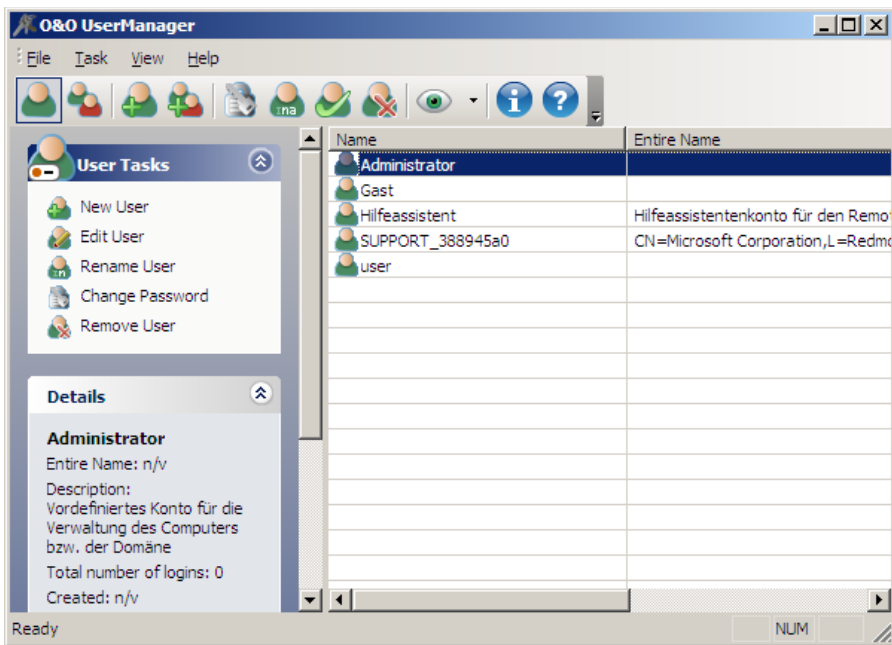 O&O UserManager
File Task View Help
Ina
User Tasks
New User
Edit User
Rename User
Change Password
Remove User
Details
Administrator
Entire Name: n/v
Description:
Vordefiniertes Konto für die
Verwaltung des Computers
bzw. der Domäne
Total number of logins: 0
Created: n/v
Name Entire Name
Administrator
Gast
Hilfeassistent Hilfeassistentenkonto für den Remo
SUPPORT_388945a0 CN=Microsoft Corporation,L=Redm
user
Ready NUM